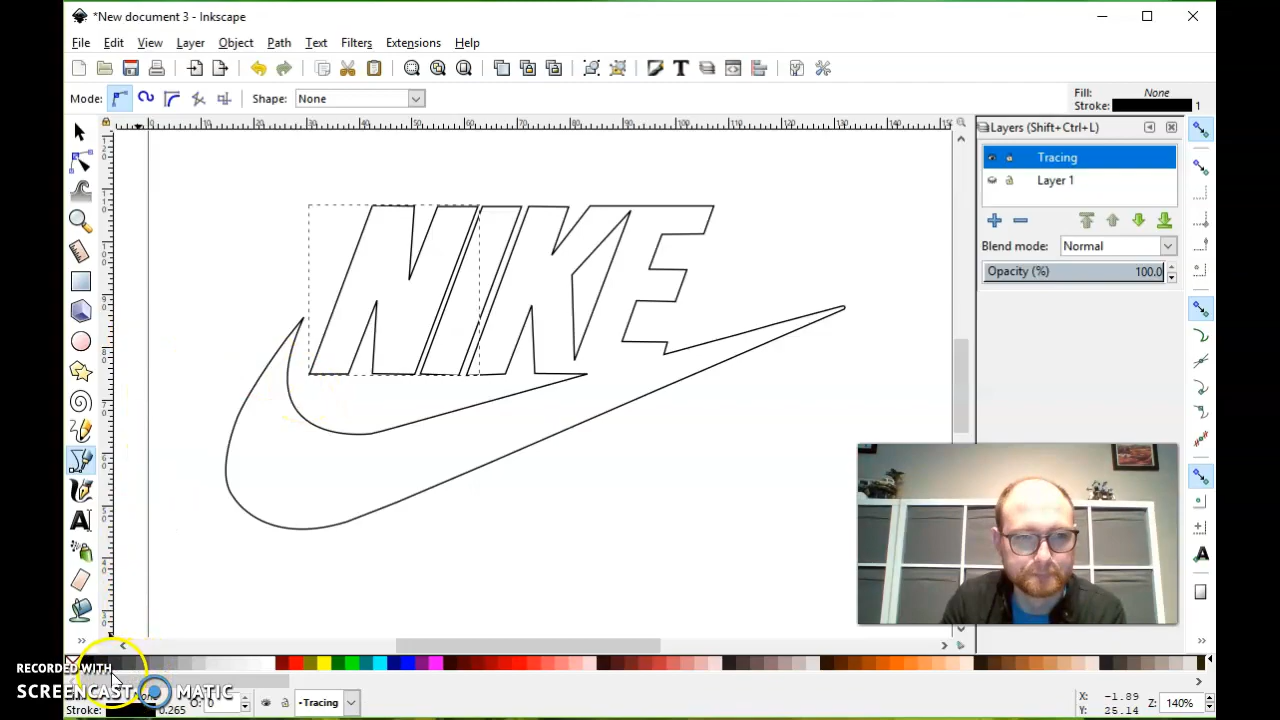 *New document 3 - Inkscape
File Edit View Layer Object Path Text Filters Extensions Help
Mode: Shape: None
Fill: None
Stroke: 1
Layers (Shift+Ctrl+L)
Tracing
Layer 1
Blend mode: Normal
Opacity (%) 100.0
NIKE
RECORDED WITH
SCREENCAST MATIC
Stroke: 0.265 O: 0 •Tracing X: -1.89
Y: 25.14 Z: 140%